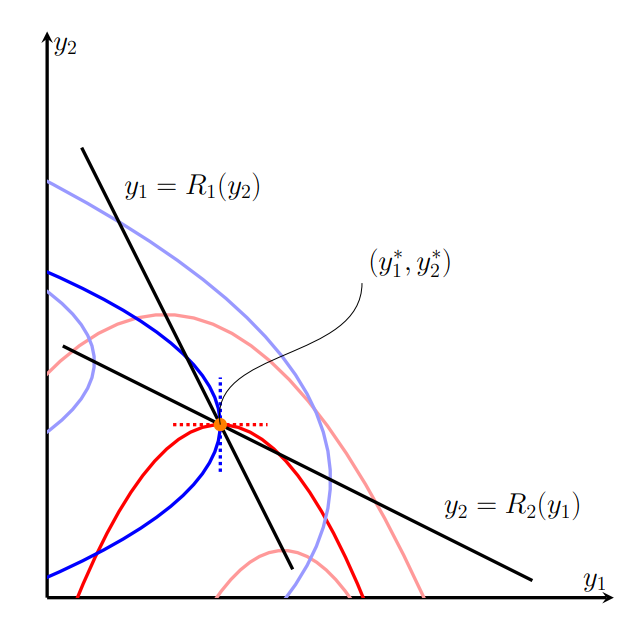 y₂
y₁ = R₁(y₂)
(y₁*, y₂*)
y₂ = R₂(y₁)
y₁